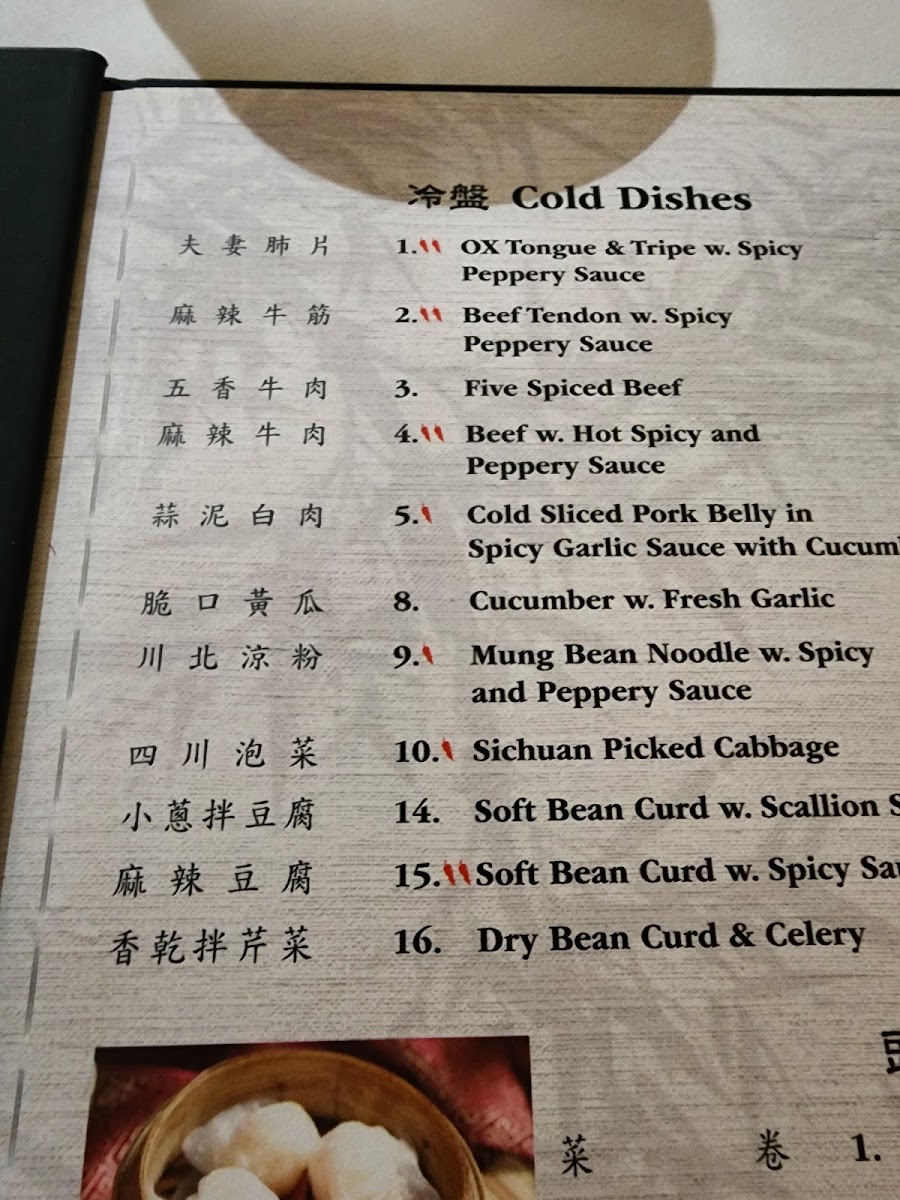 冷盤 Cold Dishes
夫妻肺片 1. OX Tongue & Tripe w. Spicy
Peppery Sauce
麻辣牛筋 2. Beef Tendon w. Spicy
Peppery Sauce
五香牛肉 3. Five Spiced Beef
麻辣牛肉 4. Beef w. Hot Spicy and
Peppery Sauce
蒜泥白肉 5. Cold Sliced Pork Belly in
Spicy Garlic Sauce with
脆口黃瓜 8. Cucumber w. Fresh Garlic
川北涼粉 9. Mung Bean Noodle w. Spicy
and Peppery Sauce
四川泡菜 10. Sichuan Picked Cabbage
小蔥拌豆腐 14. Soft Bean Curd w. Scallion
麻辣豆腐 15. Soft Bean Curd w. Spicy
香乾拌芹菜 16. Dry Bean Curd & Celery
菜卷 1.